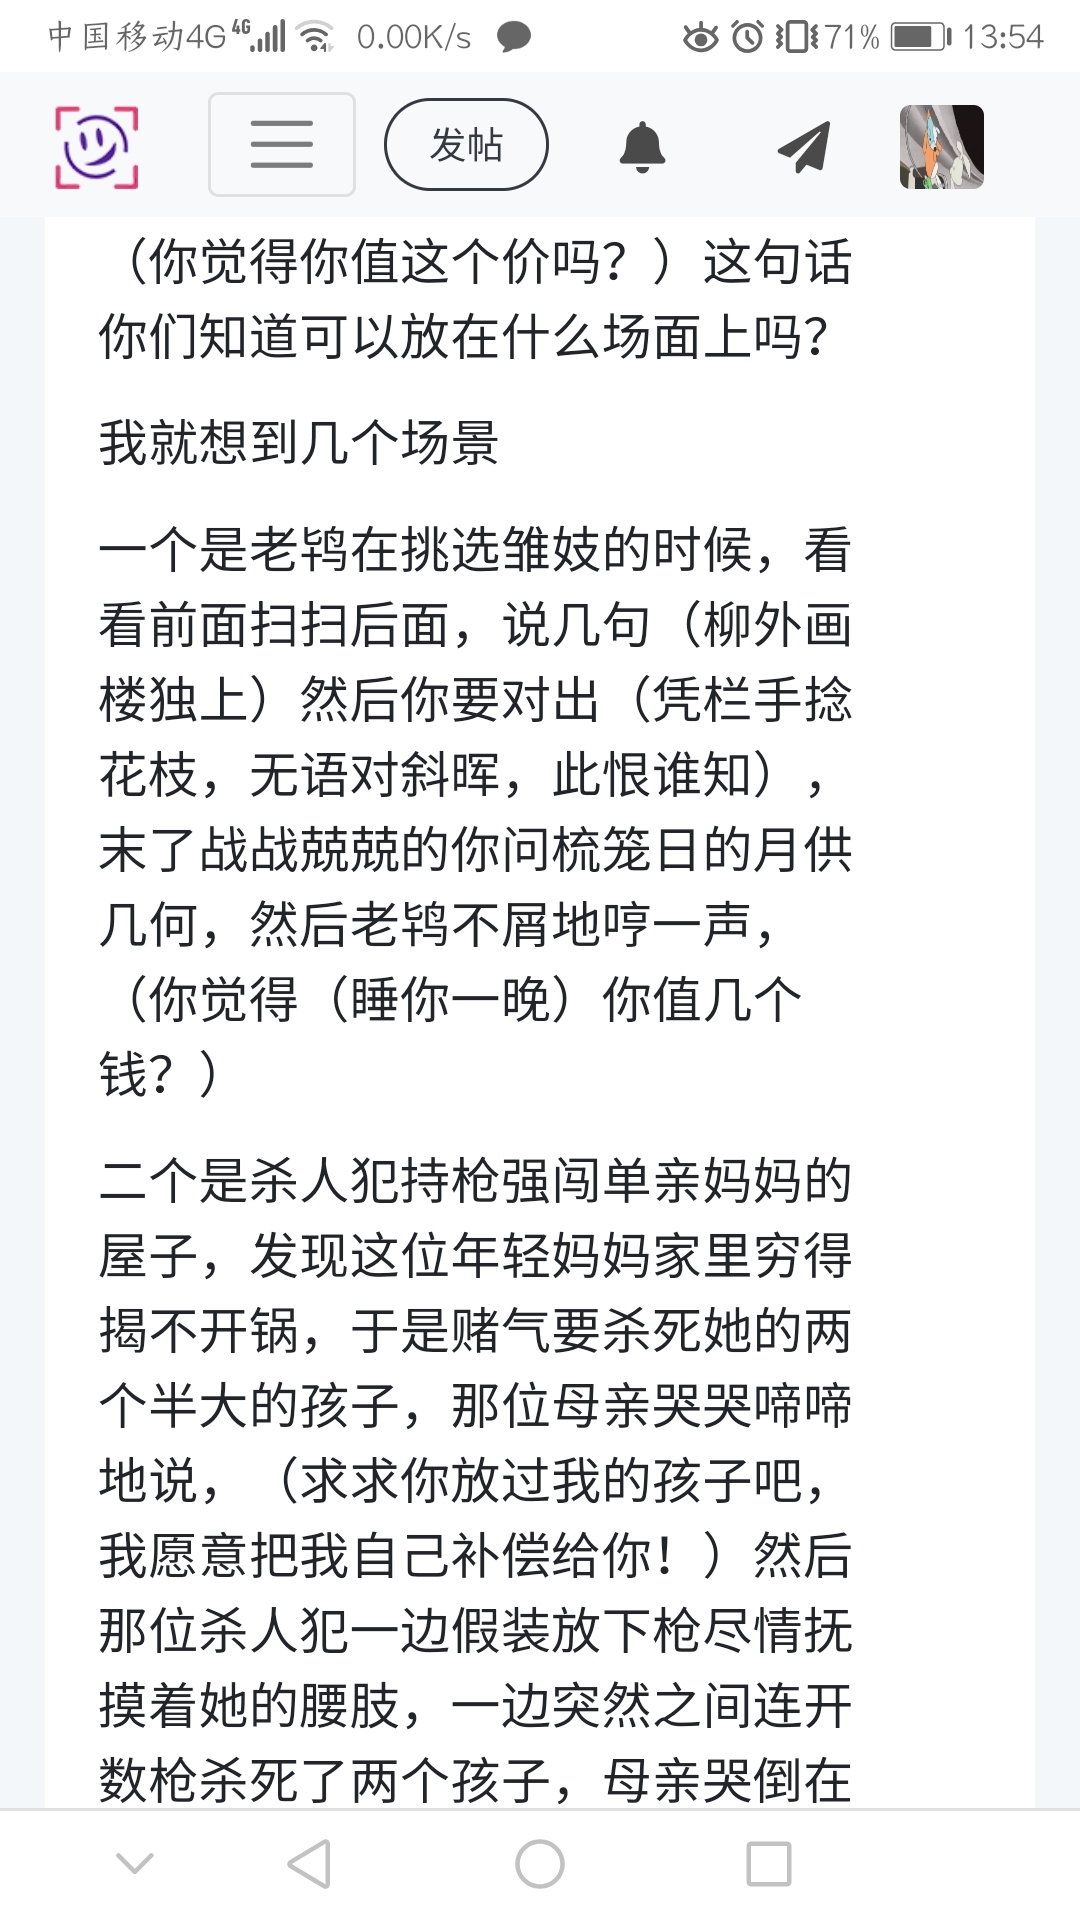 中国移动4G 4G 0.00K/s 71% 13:54
发帖
（你觉得你值这个价吗？）这句话
你们知道可以放在什么场面上吗？
我就想到几个场景
一个是老鸨在挑选雏妓的时候，看
看前面扫扫后面，说几句（柳外画
楼独上）然后你要对出（凭栏手捻
花枝，无语对斜晖，此恨谁知），
末了战战兢兢的你问梳笼日的月供
几何，然后老鸨不屑地哼一声，
（你觉得（睡你一晚）你值几个
钱？）
二个是杀人犯持枪强闯单亲妈妈的
屋子，发现这位年轻妈妈家里穷得
揭不开锅，于是赌气要杀死她的两
个半大的孩子，那位母亲哭哭啼啼
地说，（求求你放过我的孩子吧，
我愿意把我自己补偿给你！）然后
那位杀人犯一边假装放下枪尽情抚
摸着她的腰肢，一边突然之间连开
数枪杀死了两个孩子，母亲哭倒在